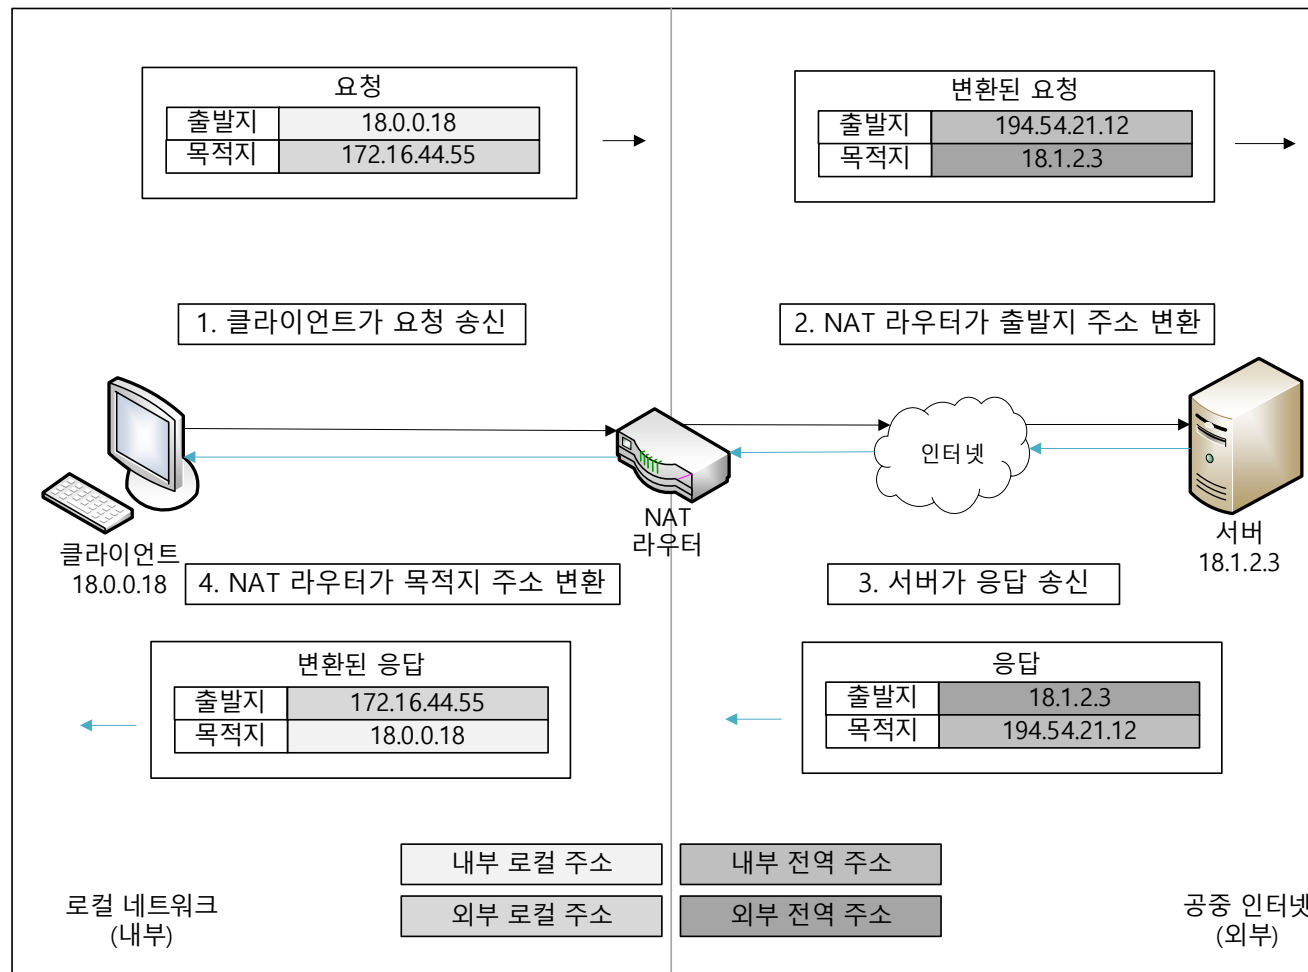 요청
출발지 18.0.0.18
목적지 172.16.44.55
변환된 요청
출발지 194.54.21.12
목적지 18.1.2.3
1. 클라이언트가 요청 송신
2. NAT 라우터가 출발지 주소 변환
인터넷
NAT
라우터
클라이언트
18.0.0.18
서버
18.1.2.3
4. NAT 라우터가 목적지 주소 변환
3. 서버가 응답 송신
변환된 응답
출발지 172.16.44.55
목적지 18.0.0.18
응답
출발지 18.1.2.3
목적지 194.54.21.12
내부 로컬 주소
내부 전역 주소
외부 로컬 주소
외부 전역 주소
로컬 네트워크
(내부)
공중 인터넷
(외부)